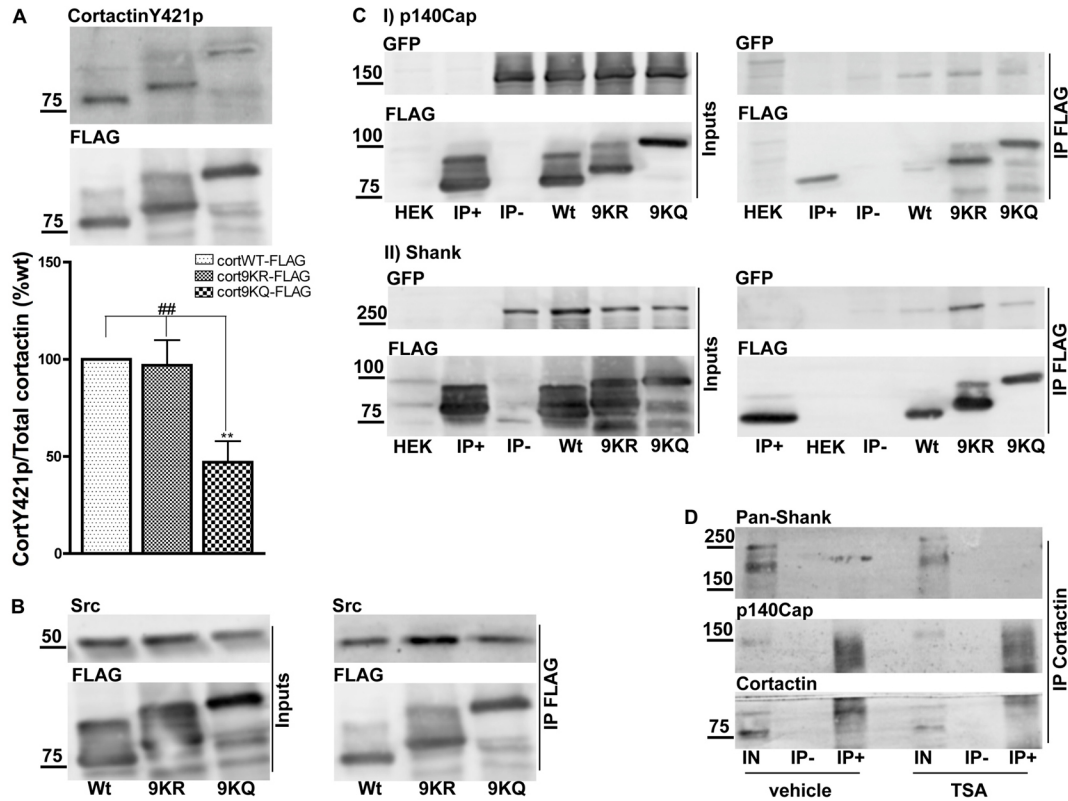 A
CortactinY421p
75
FLAG
75
CortY421p/Total cortactin (%wt)
150
100
50
0
cortWT-FLAG
cort9KR-FLAG
cort9KQ-FLAG
##
**
B
Src
50
FLAG
75
Wt 9KR 9KQ
Inputs
Src
FLAG
Wt 9KR 9KQ
IP FLAG
C
I) p140Cap
GFP
150
FLAG
100
75
HEK IP+ IP- Wt 9KR 9KQ
Inputs
GFP
FLAG
HEK IP+ IP- Wt 9KR 9KQ
IP FLAG
II) Shank
GFP
250
FLAG
100
75
HEK IP+ IP- Wt 9KR 9KQ
Inputs
GFP
FLAG
IP+ HEK IP- Wt 9KR 9KQ
IP FLAG
D
Pan-Shank
250
150
p140Cap
150
Cortactin
75
IN IP- IP+ IN IP- IP+
vehicle TSA
IP Cortactin